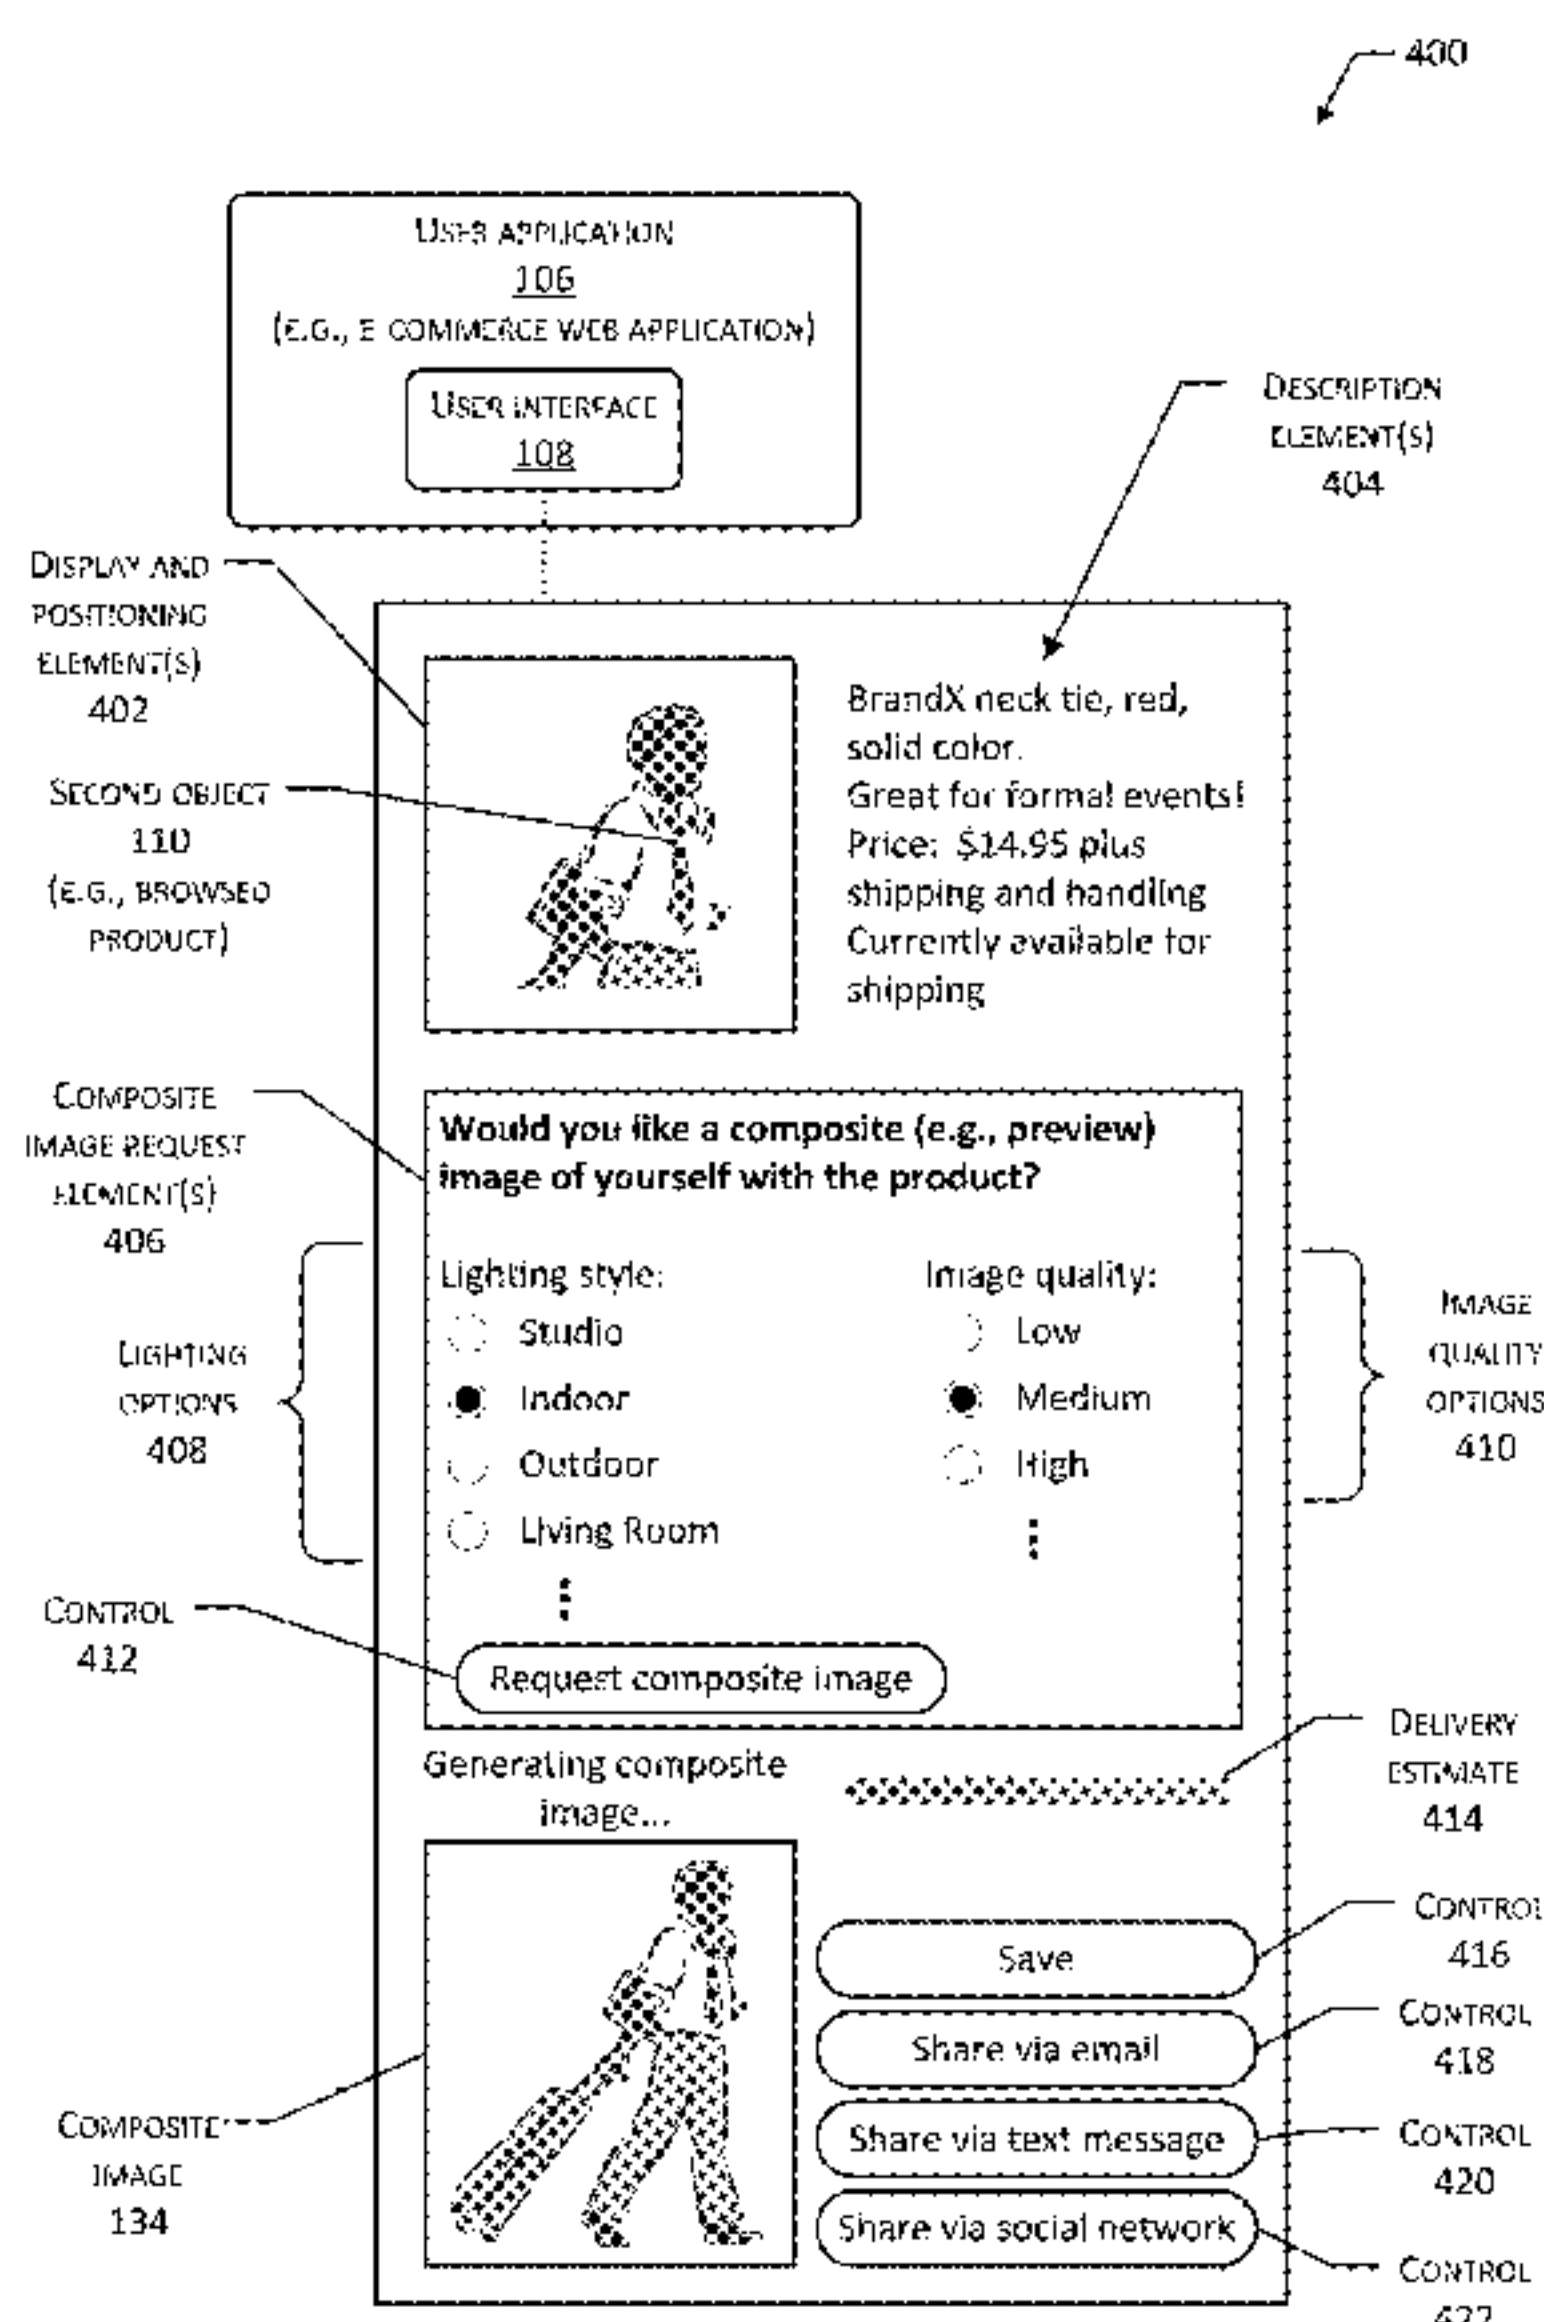 400
USER APPLICATION
106
(E.G., E COMMERCE WEB APPLICATION)
USER INTERFACE
108
DESCRIPTION
ELEMENT(S)
404
DISPLAY AND
POSITIONING
ELEMENT(S)
402
SECOND OBJECT
110
(E.G., BROWSED
PRODUCT)
BrandX neck tie, red,
solid color.
Great for formal events!
Price: $14.95 plus
shipping and handling
Currently available for
shipping
COMPOSITE
IMAGE REQUEST
ELEMENT(S)
406
Would you like a composite (e.g., preview)
image of yourself with the product?
Lighting style:
Studio
Indoor
Outdoor
Living Room
Image quality:
Low
Medium
High
LIGHTING
OPTIONS
408
IMAGE
QUALITY
OPTIONS
410
CONTROL
412
Request composite image
Generating composite
image...
DELIVERY
ESTIMATE
414
Save
CONTROL
416
Share via email
CONTROL
418
Share via text message
CONTROL
420
Share via social network
CONTROL
422
COMPOSITE
IMAGE
134